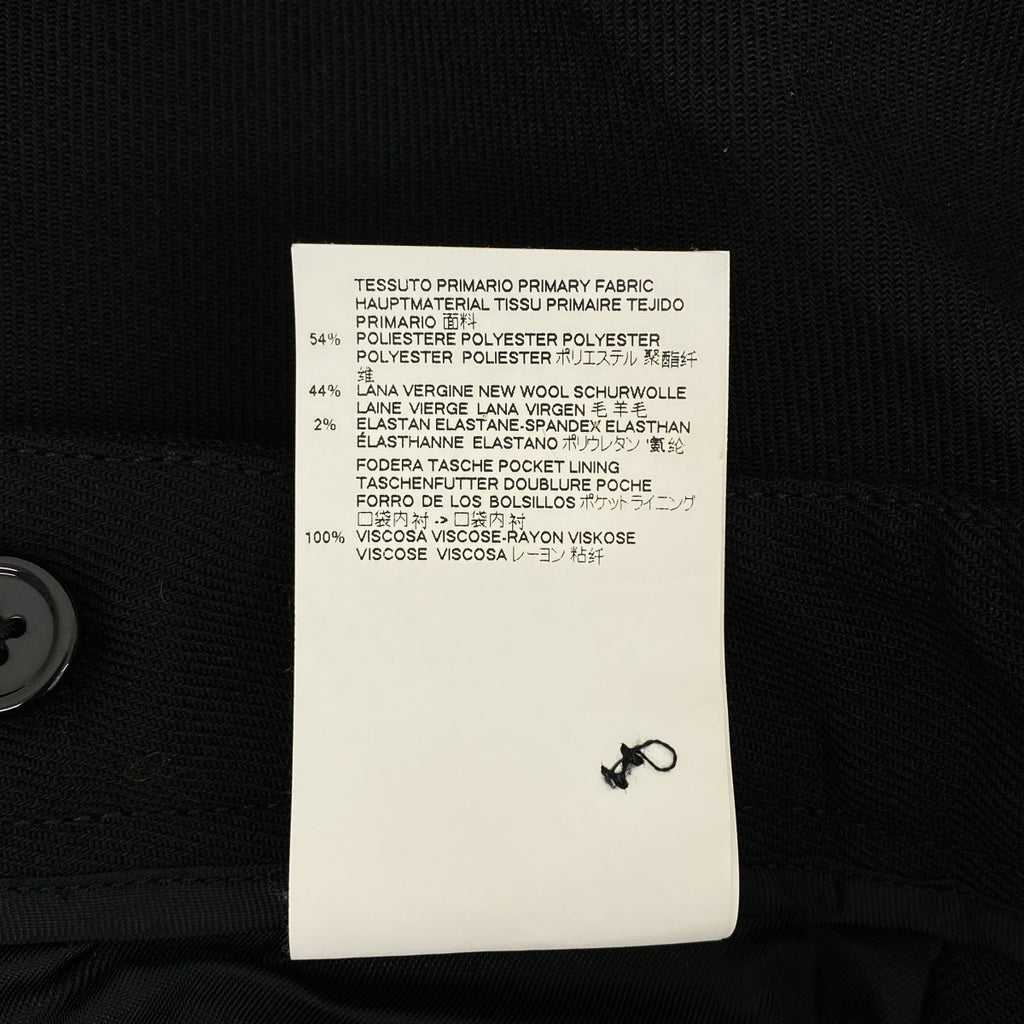 TESSUTO PRIMARIO PRIMARY FABRIC
HAUPTMATERIAL TISSU PRIMAIRE TEJIDO
PRIMARIO 面料
54% POLIESTERE POLYESTER POLYESTER
POLYESTER POLIESTER ポリエステル 聚酯纤
维
44% LANA VERGINE NEW WOOL SCHURWOLLE
LAINE VIERGE LANA VIRGEN 毛 羊毛
2% ELASTAN ELASTANE-SPANDEX ELASTHAN
ÉLASTHANNE ELASTANO ポリウレタン '氨纶
FODERA TASCHE POCKET LINING
TASCHENFUTTER DOUBLURE POCHE
FORRO DE LOS BOLSILLOS ポケットライニング
口袋内衬 -> 口袋内衬
100% VISCOSA VISCOSE-RAYON VISKOSE
VISCOSE VISCOSA レーヨン 粘纤